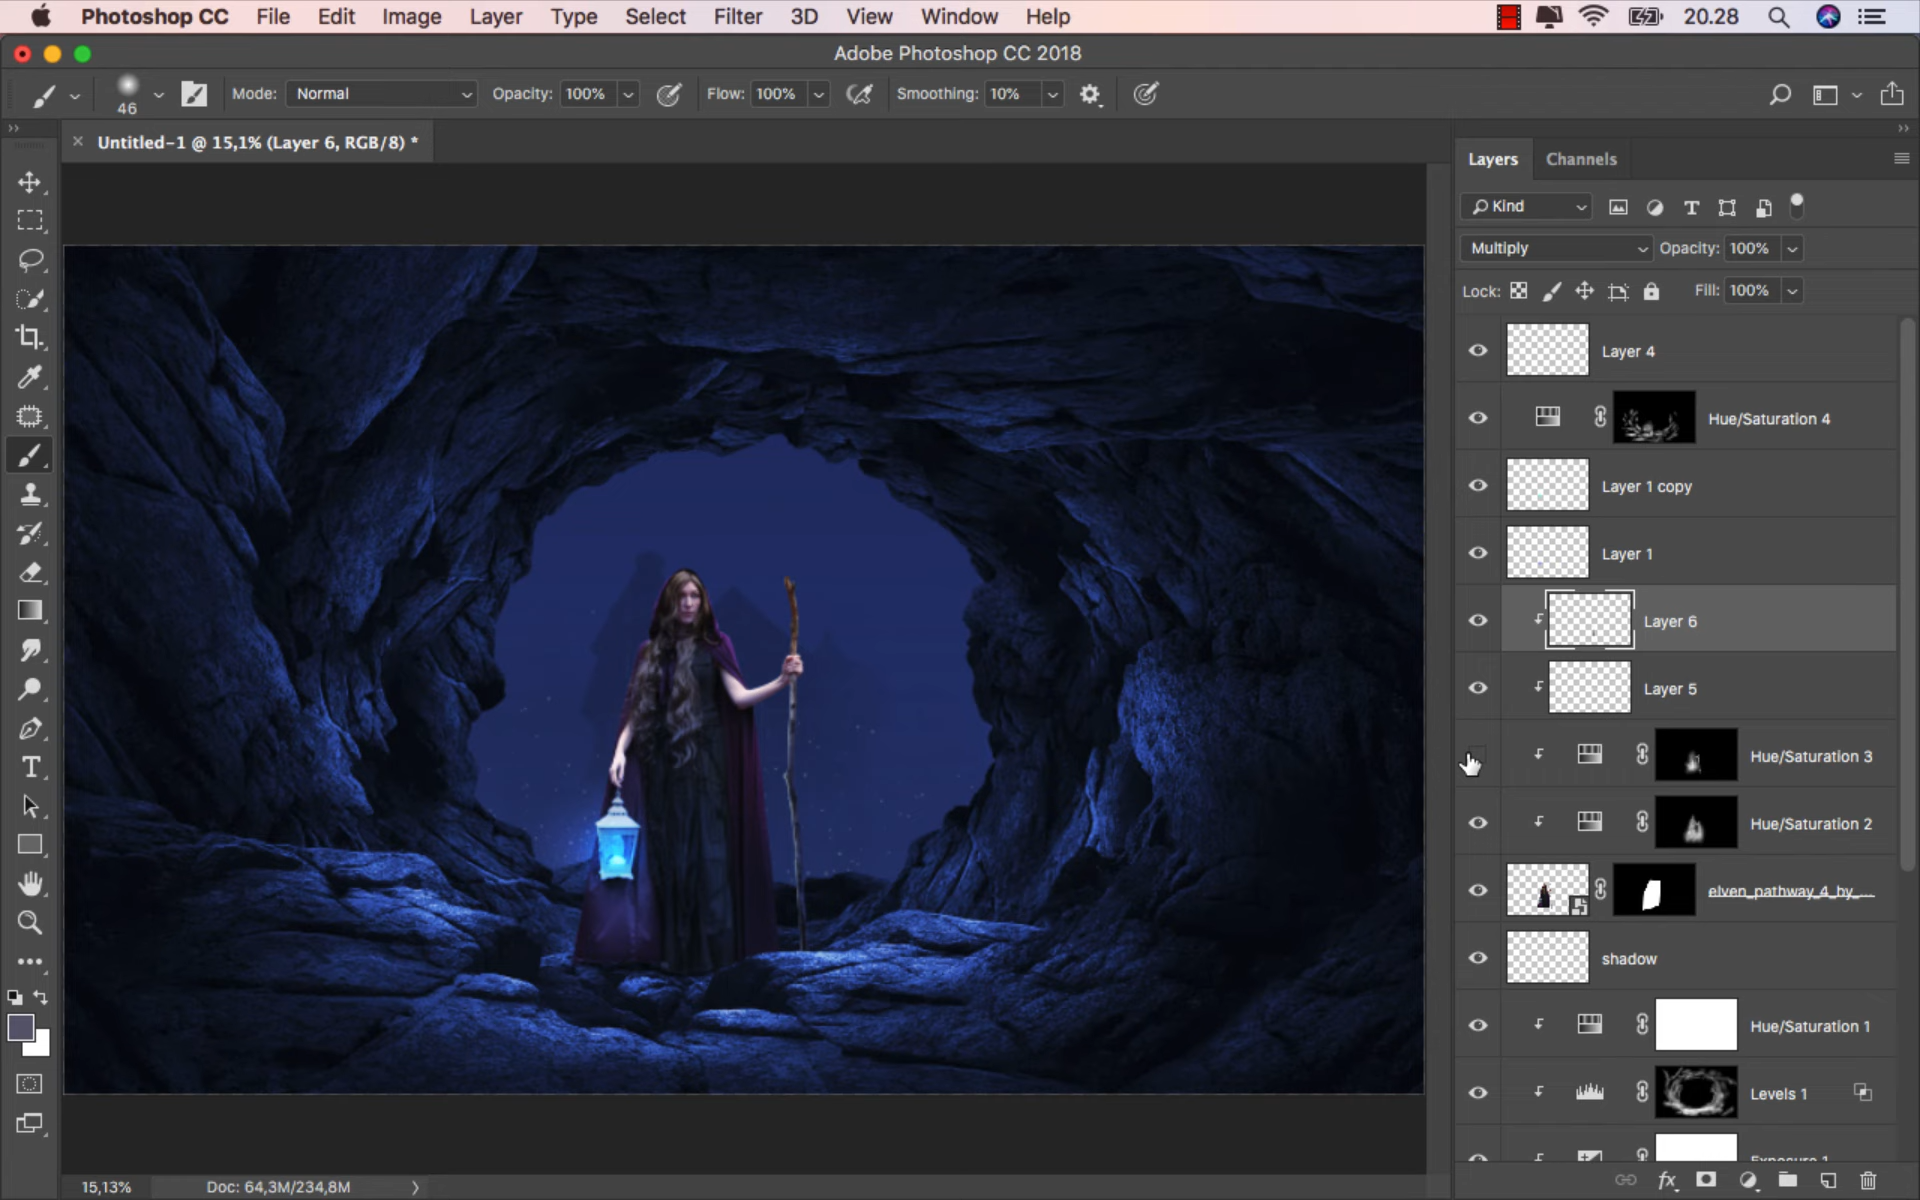 Photoshop CC File Edit Image Layer Type Select Filter 3D View Window Help 20.28
Adobe Photoshop CC 2018
46 Mode: Normal Opacity: 100% Flow: 100% Smoothing: 10%
Untitled-1 @ 15,1% (Layer 6, RGB/8) *
Layers Channels
Kind
Multiply Opacity: 100%
Lock: Fill: 100%
Layer 4
Hue/Saturation 4
Layer 1 copy
Layer 1
Layer 6
Layer 5
Hue/Saturation 3
Hue/Saturation 2
elven_pathway_4_by_...
shadow
Hue/Saturation 1
Levels 1
Exposure 1
15,13% Doc: 64,3M/234,8M